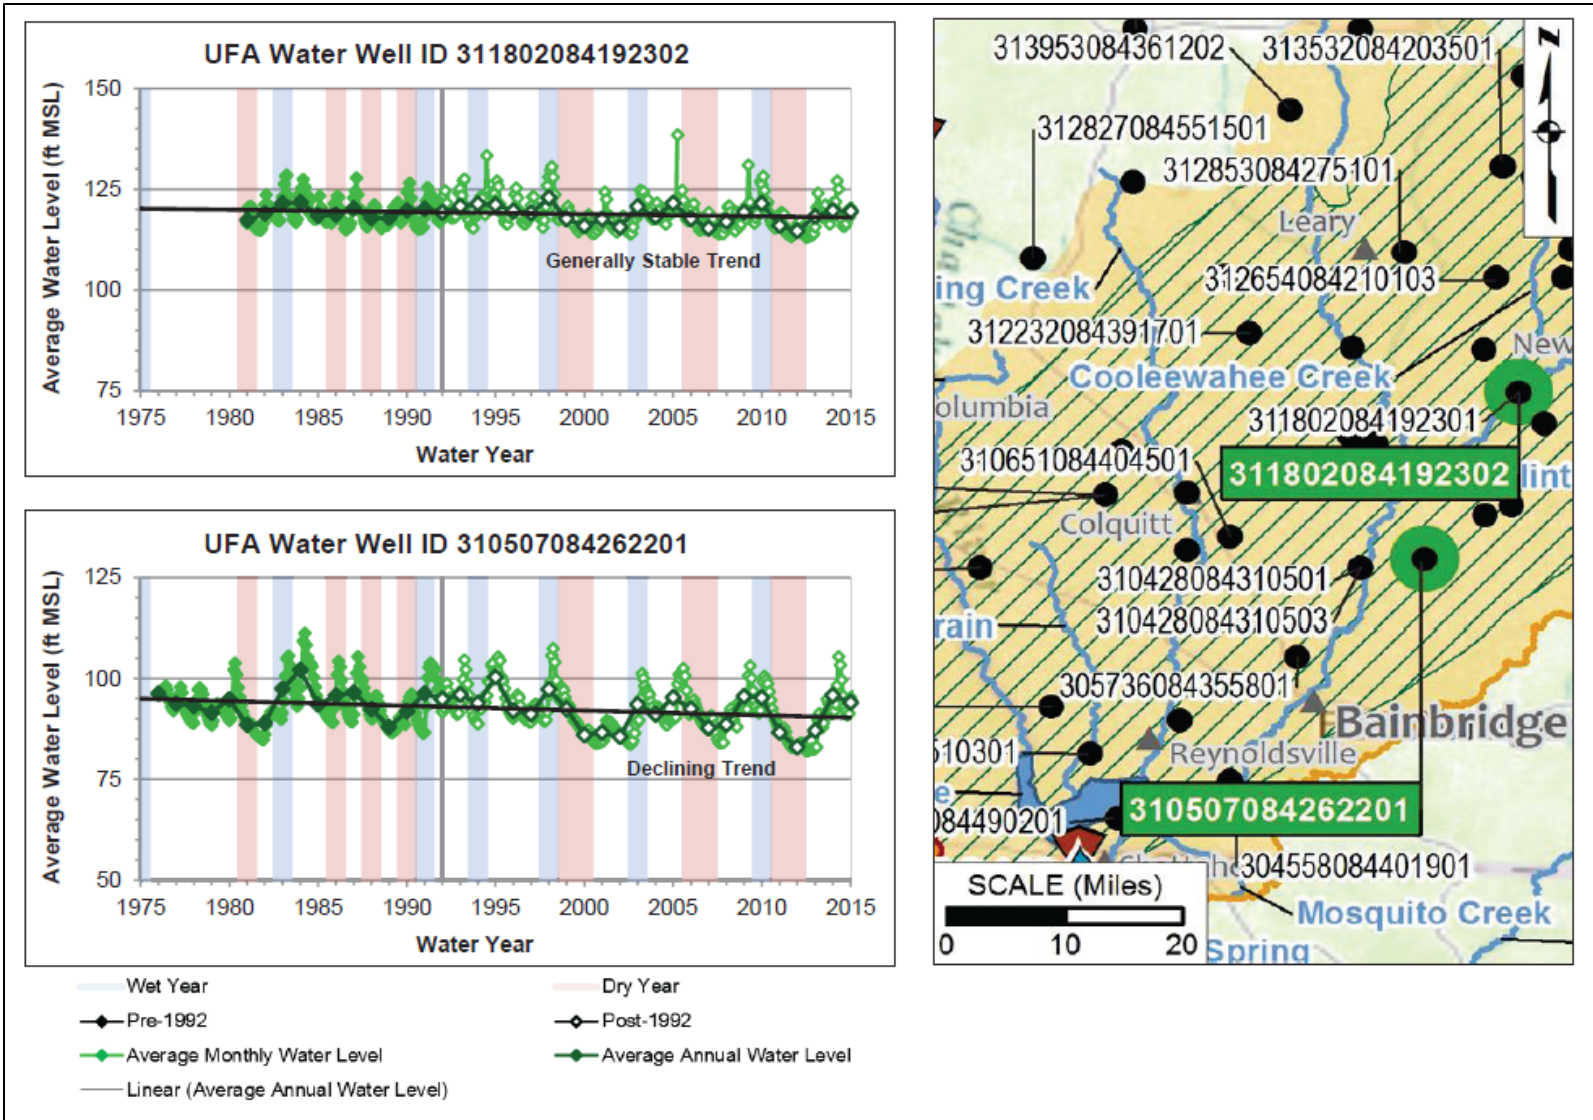 UFA Water Well ID 311802084192302
Average Water Level (ft MSL)
150
125
100
75
Generally Stable Trend
1975 1980 1985 1990 1995 2000 2005 2010 2015
Water Year
UFA Water Well ID 310507084262201
Average Water Level (ft MSL)
125
100
75
50
Declining Trend
1975 1980 1985 1990 1995 2000 2005 2010 2015
Water Year
Wet Year
Dry Year
Pre-1992
Post-1992
Average Monthly Water Level
Average Annual Water Level
Linear (Average Annual Water Level)
313953084361202
313532084203501
N
312827084551501
312853084275101
Leary
ing Creek
312654084210103
312232084391701
New
Cooleewahee Creek
olumbia
311802084192301
310651084404501
311802084192302
lint
Colquitt
310428084310501
310428084310503
rain
305736084355801
Bainbridge
510301
Reynoldsville
e
084490201
310507084262201
304558084401901
SCALE (Miles)
0 10 20
Mosquito Creek
Spring